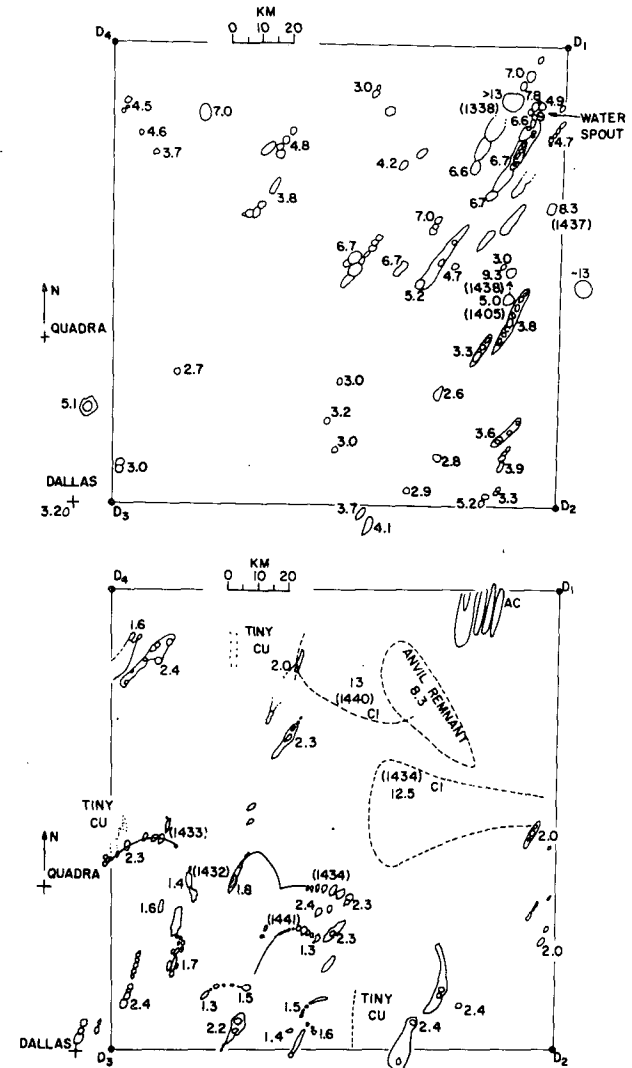 KM
0 10 20
D4
D1
7.0
3.0
>13
(1338)
7.8
4.9
4.5
7.0
WATER
SPOUT
4.6
6.6
4.7
3.7
4.8
4.2
6.7
6.6
3.8
6.7
8.3
(1437)
7.0
6.7
6.7
3.0
4.7
9.3
(1438)
~13
5.2
5.0
(1405)
N
QUADRA
3.8
3.3
2.7
3.0
2.6
5.1
3.2
3.6
3.0
2.8
3.9
3.0
DALLAS
2.9
5.2
3.3
3.20
D3
D2
3.7
4.1
KM
0 10 20
D4
D1
AC
1.6
TINY
CU
2.4
2.0
13
(1440)
CI
ANVIL REMNANT
8.3
2.3
(1434)
CI
12.5
TINY
CU
(1433)
2.0
N
2.3
QUADRA
(1432)
1.4
1.8
(1434)
2.3
1.6
2.4
(1441)
1.3
2.3
2.0
1.7
2.4
1.3
1.5
1.5
TINY
CU
2.4
2.2
1.4
1.6
2.4
DALLAS
D3
D2